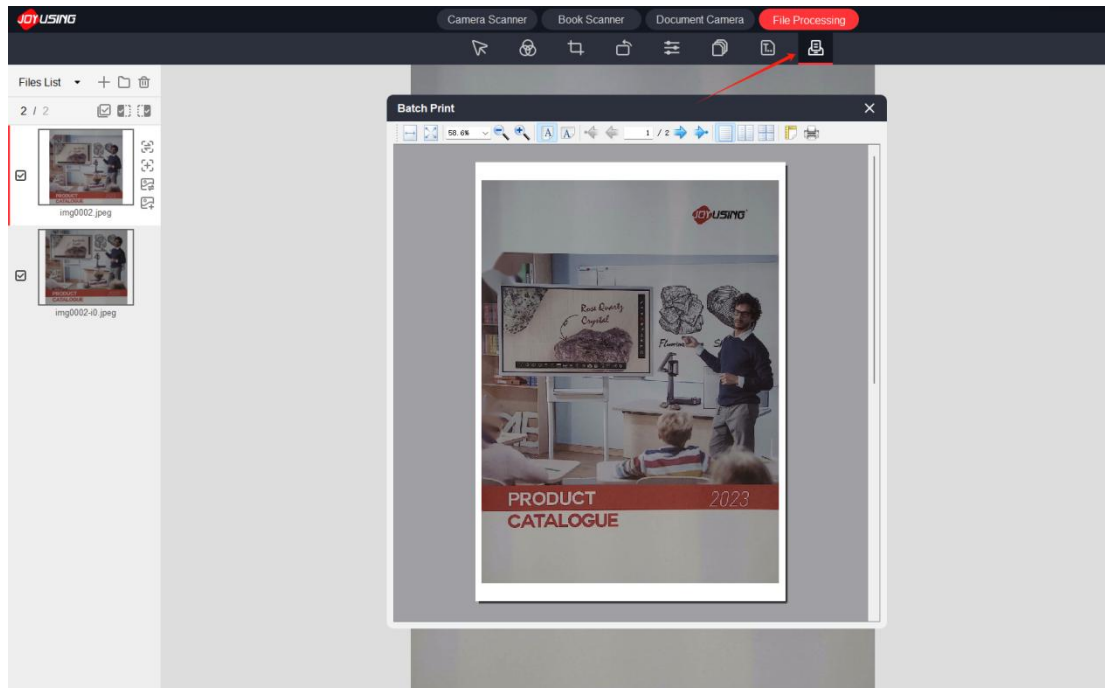 JOYUSING
Camera Scanner
Book Scanner
Document Camera
File Processing
Files List
2 / 2
img0002.jpeg
img0002-i0.jpeg
Batch Print
58.6%
1 / 2
JOYUSING
Rose Quartz
Crystal
PRODUCT
CATALOGUE
2023